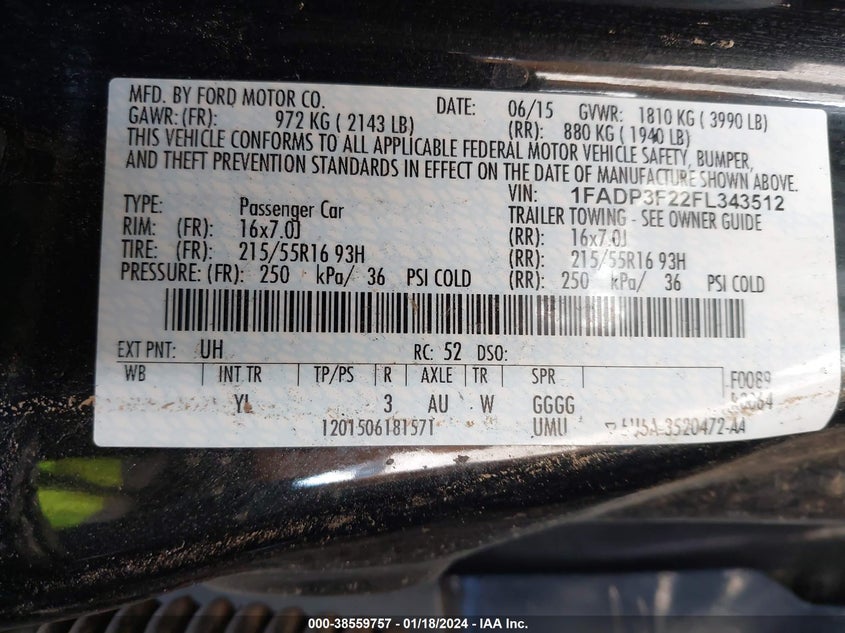 MFD. BY FORD MOTOR CO. DATE: 06/15 GVWR: 1810 KG ( 3990 LB)
GAWR: (FR): 972 KG ( 2143 LB) (RR): 880 KG ( 1940 LB)
THIS VEHICLE CONFORMS TO ALL APPLICABLE FEDERAL MOTOR VEHICLE SAFETY, BUMPER,
AND THEFT PREVENTION STANDARDS IN EFFECT ON THE DATE OF MANUFACTURE SHOWN ABOVE.
VIN: 1FADP3F22FL343512
TYPE: Passenger Car TRAILER TOWING - SEE OWNER GUIDE
RIM: (FR): 16x7.0J (RR): 16x7.0J
TIRE: (FR): 215/55R16 93H (RR): 215/55R16 93H
PRESSURE: (FR): 250 kPa/ 36 PSI COLD (RR): 250 kPa/ 36 PSI COLD
EXT PNT: UH RC: 52 DSO:
WB INT TR TP/PS R AXLE TR SPR F0089
YL 3 AU W GGGG
120150618157T UMU
000-38559757 - 01/18/2024 - IAA Inc.